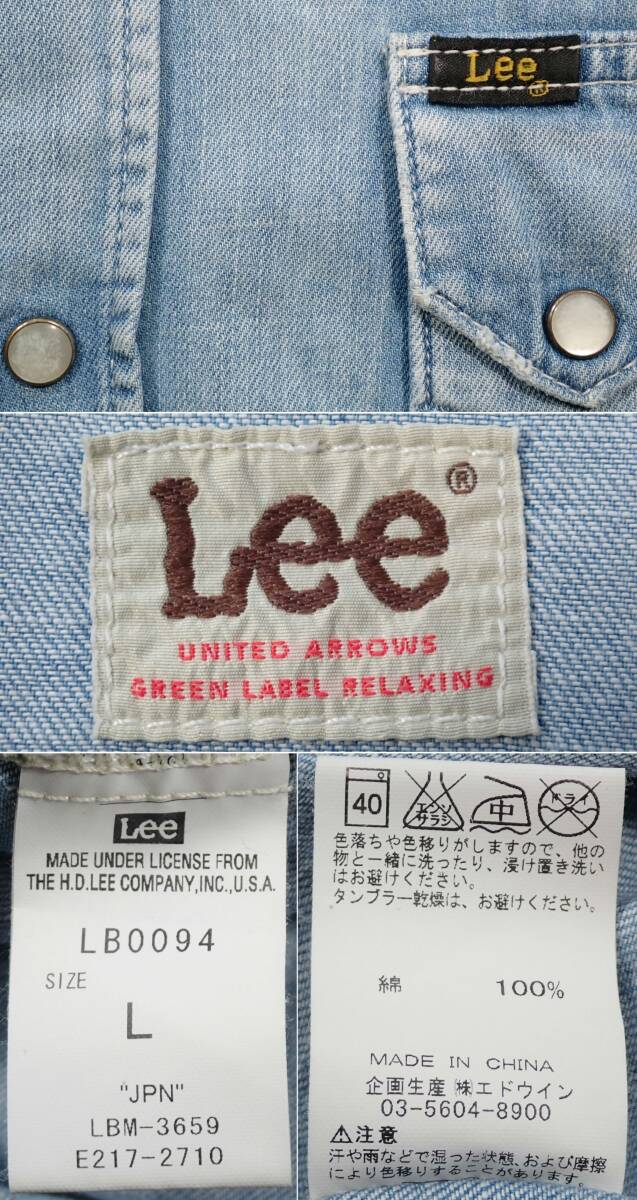 Lee®
Lee®
UNITED ARROWS
GREEN LABEL RELAXING
Lee
MADE UNDER LICENSE FROM
THE H.D.LEE COMPANY,INC.,U.S.A.
LB0094
SIZE
L
"JPN"
LBM-3659
E217-2710
40 エンソサラシ 中 ドライ
色落ちや色移りがしますので、他の
物と一緒に洗ったり、浸け置き洗い
はお避けください。
タンブラー乾燥は、お避けください。
綿 100%
MADE IN CHINA
企画生産 ㈱エドウイン
03-5604-8900
⚠注意
汗や雨などで湿った状態、および摩擦
により色移りすることがあります。